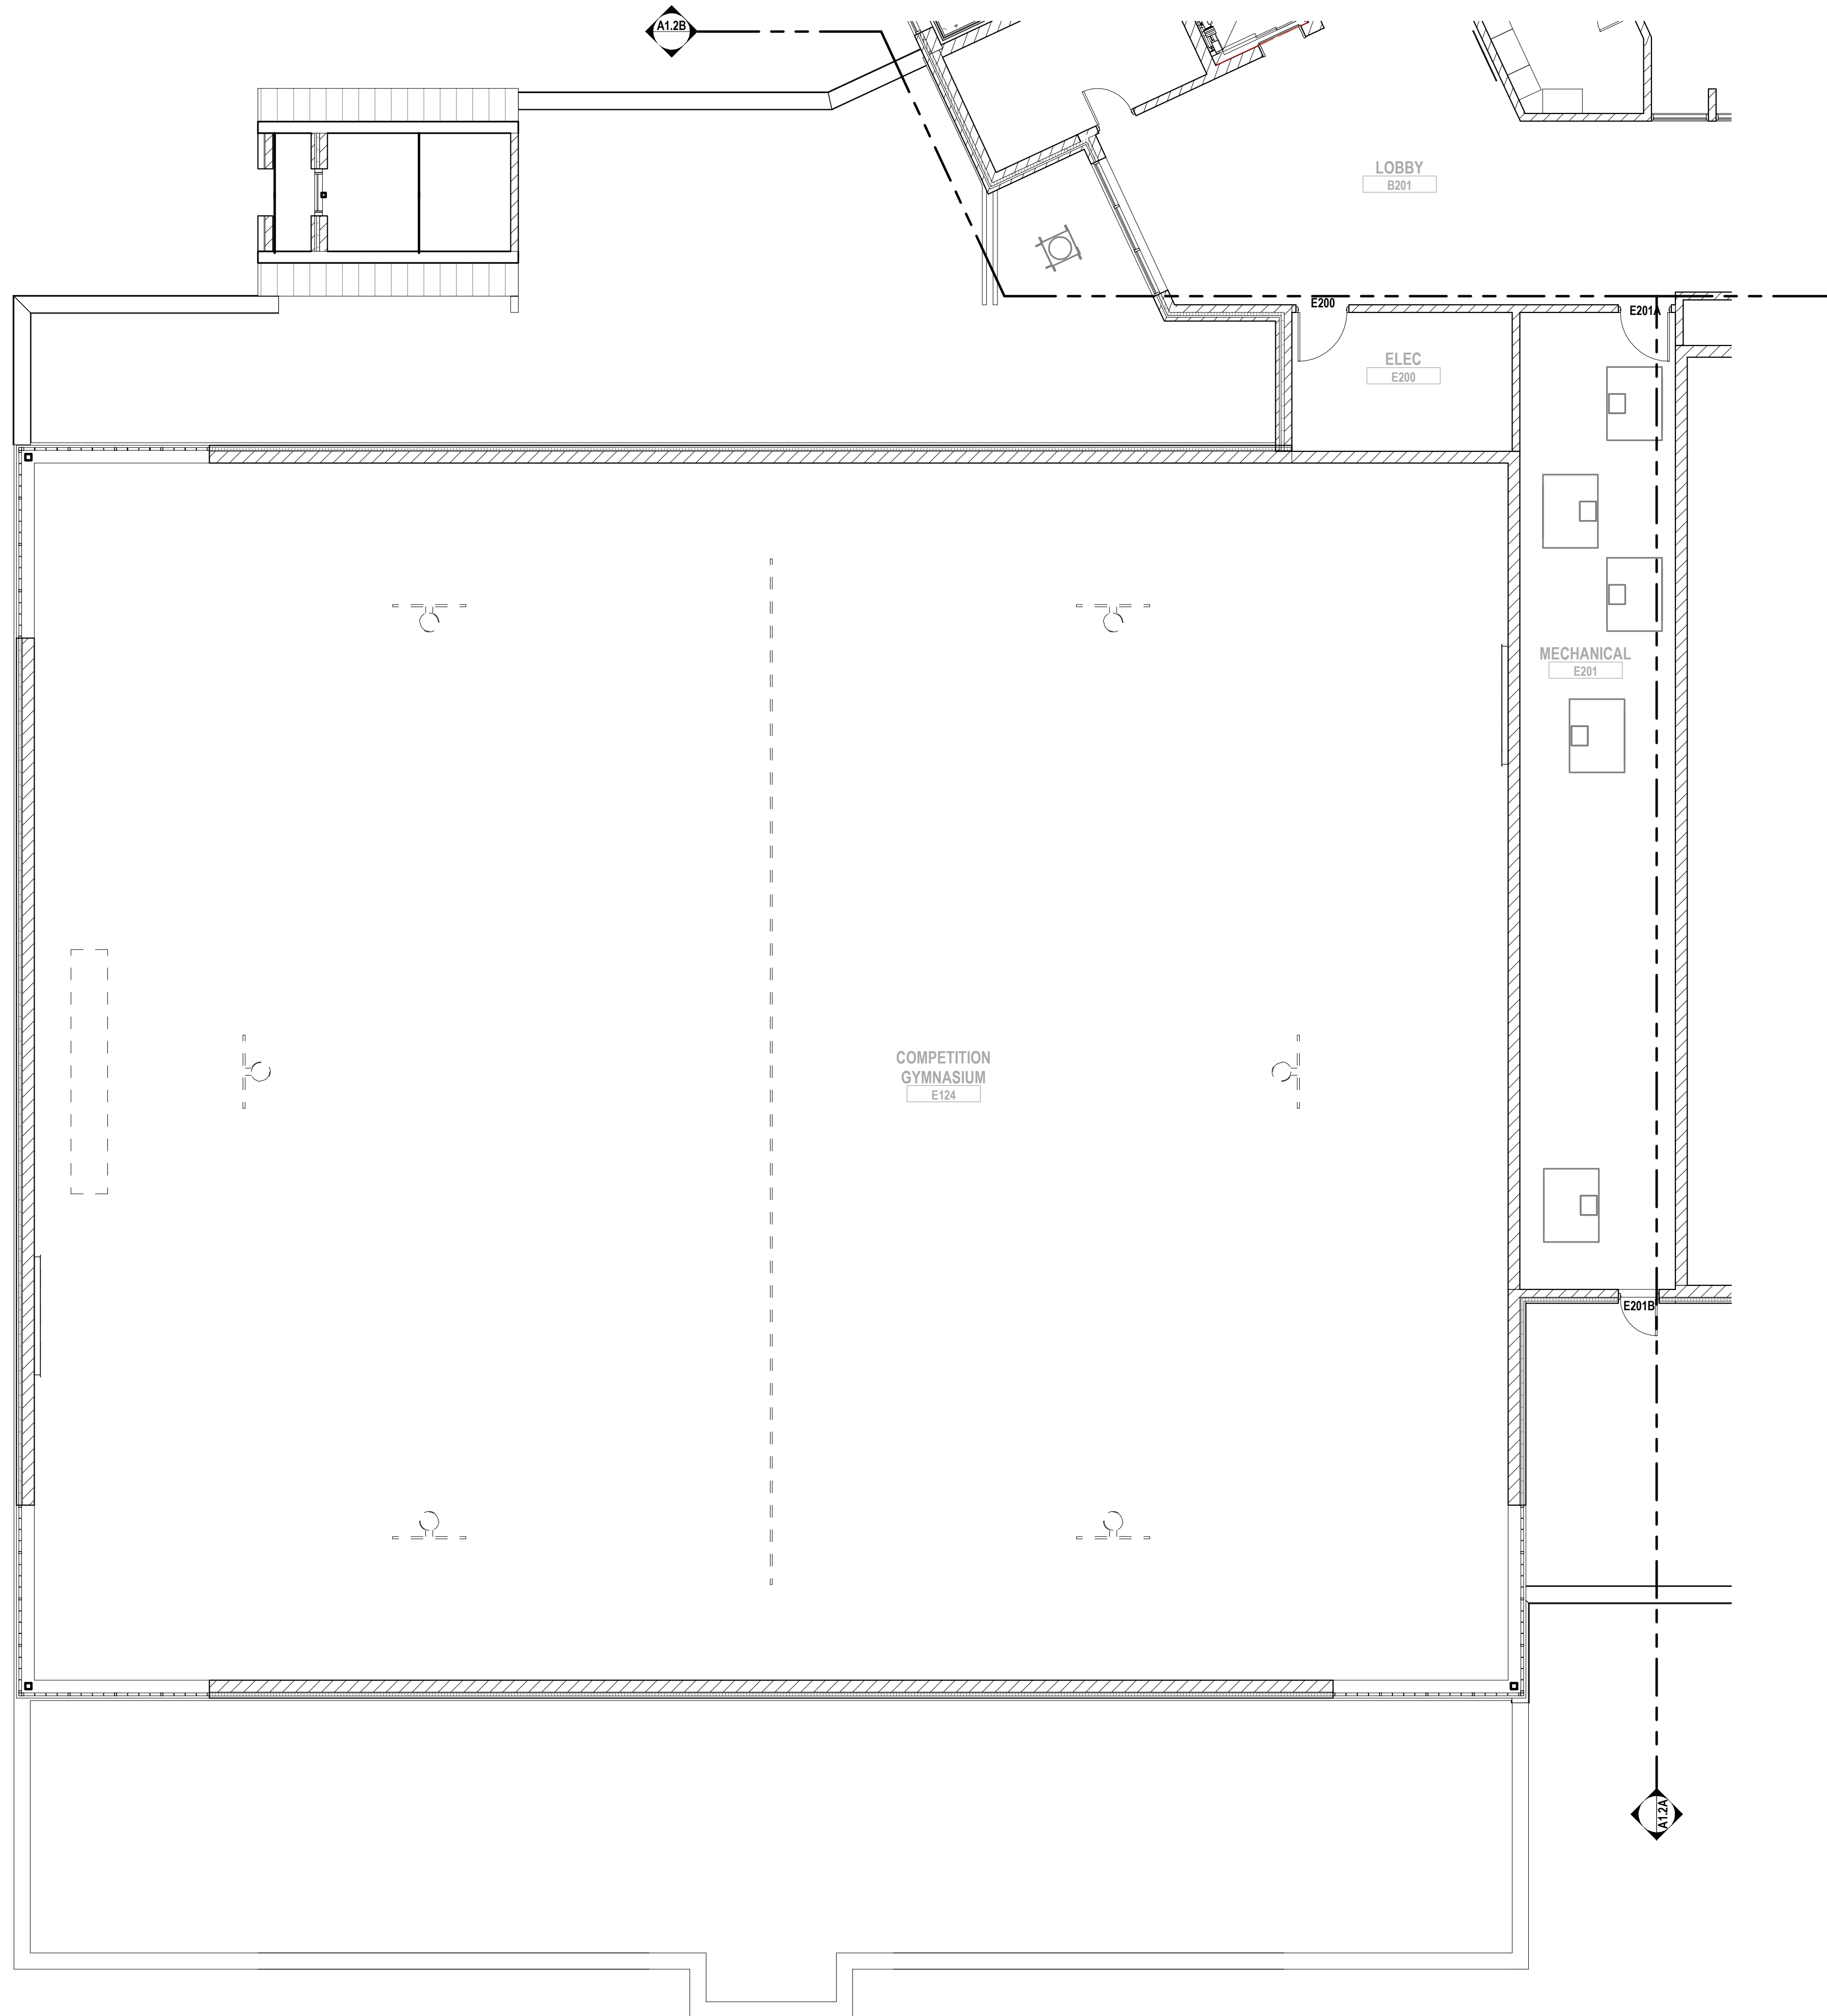 A1.2B
LOBBY
B201
E200
E201A
ELEC
E200
MECHANICAL
E201
COMPETITION
GYMNASIUM
E124
E201B
A1.2A